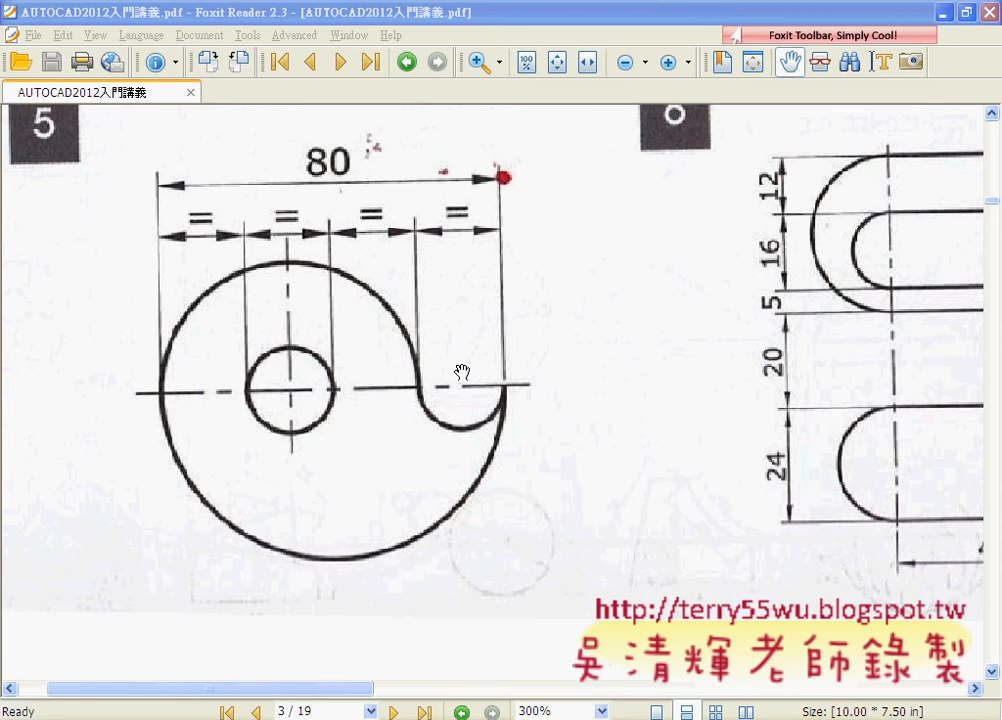 AUTOCAD2012入門講義.pdf - Foxit Reader 2.3 - [AUTOCAD2012入門講義.pdf]
File Edit View Language Document Tools Advanced Window Help
Foxit Toolbar, Simply Cool!
100 %
AUTOCAD2012入門講義
5
80
= = = =
12
16
5
20
24
http://terry55wu.blogspot.tw
吳清輝老師錄製
Ready
3 / 19
300%
Size: [10.00 * 7.50 in]